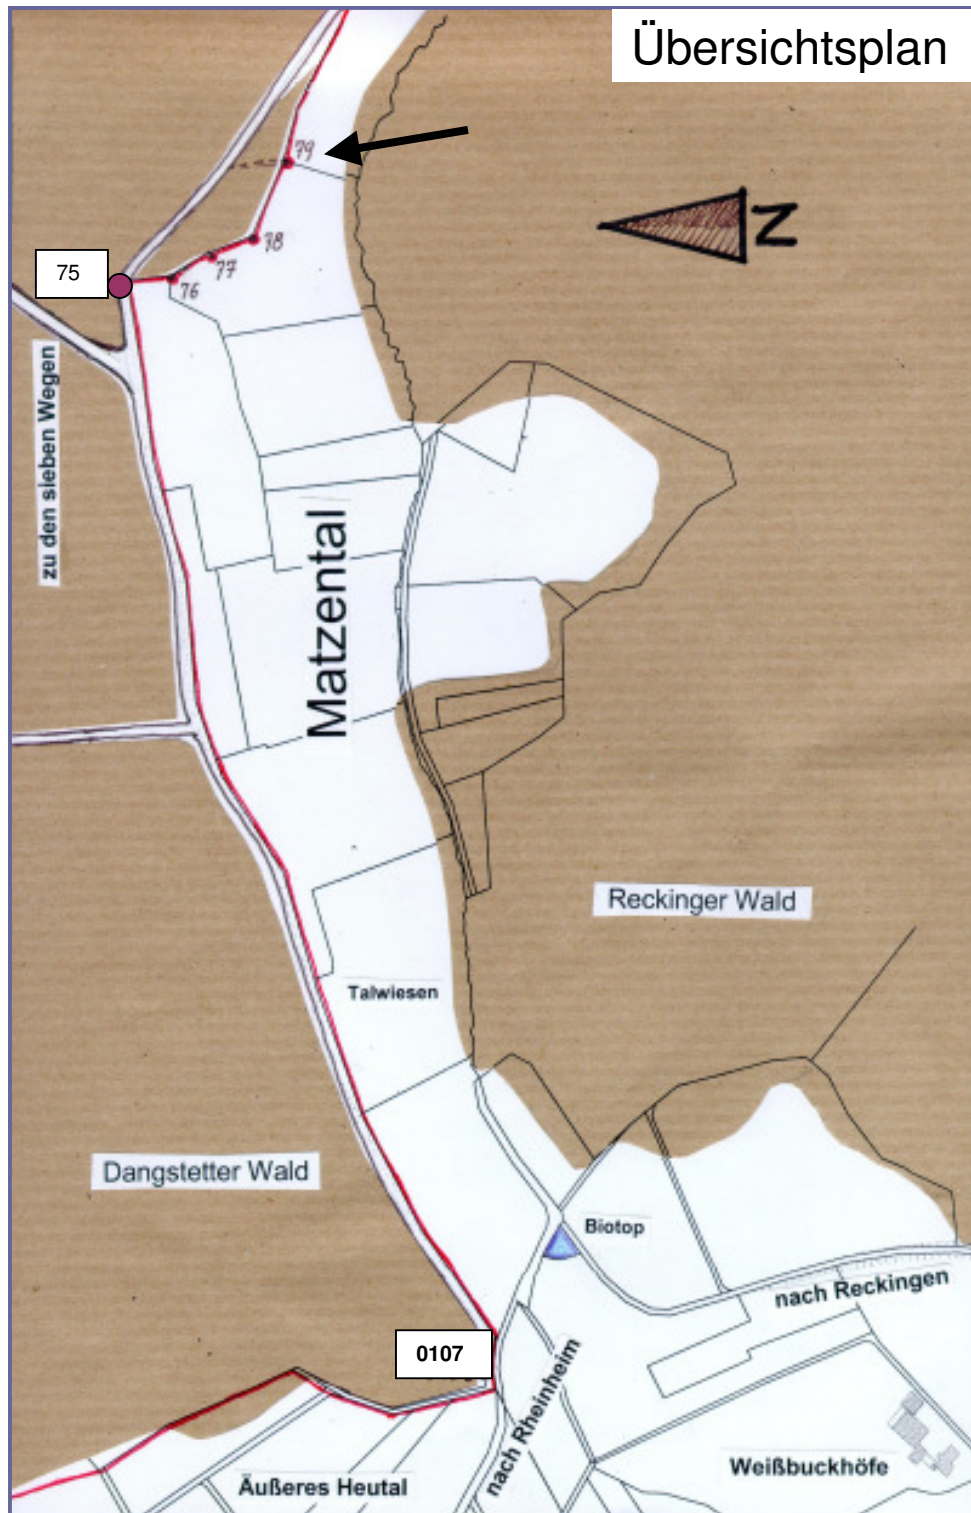 Übersichtsplan
79
N
78
77
75
76
zu den sieben Wegen
Matzental
Reckinger Wald
Talwiesen
Dangstetter Wald
Biotop
nach Reckingen
0107
nach Rheinheim
Weißbuckhöfe
Äußeres Heutal